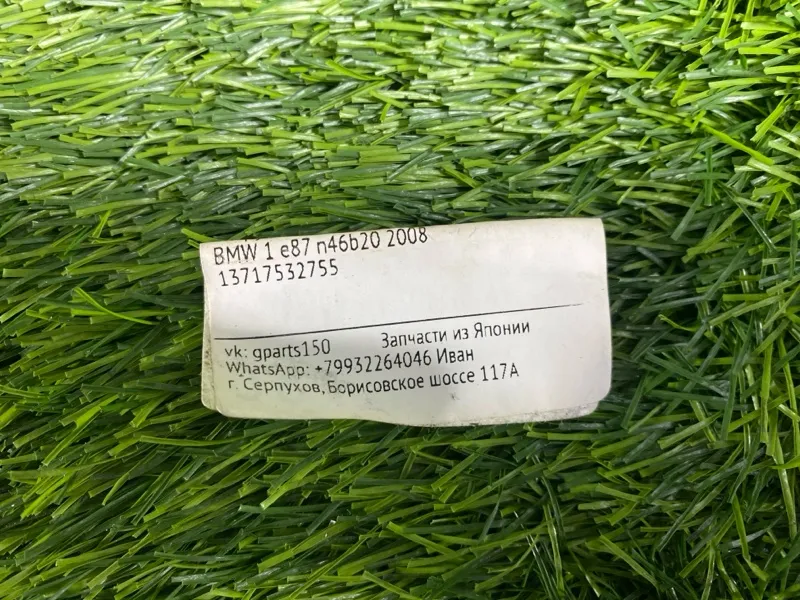 BMW 1 e87 n46b20 2008
13717532755
vk: gparts150 Запчасти из Японии
WhatsApp: +79932264046 Иван
г. Серпухов, Борисовское шоссе 117А